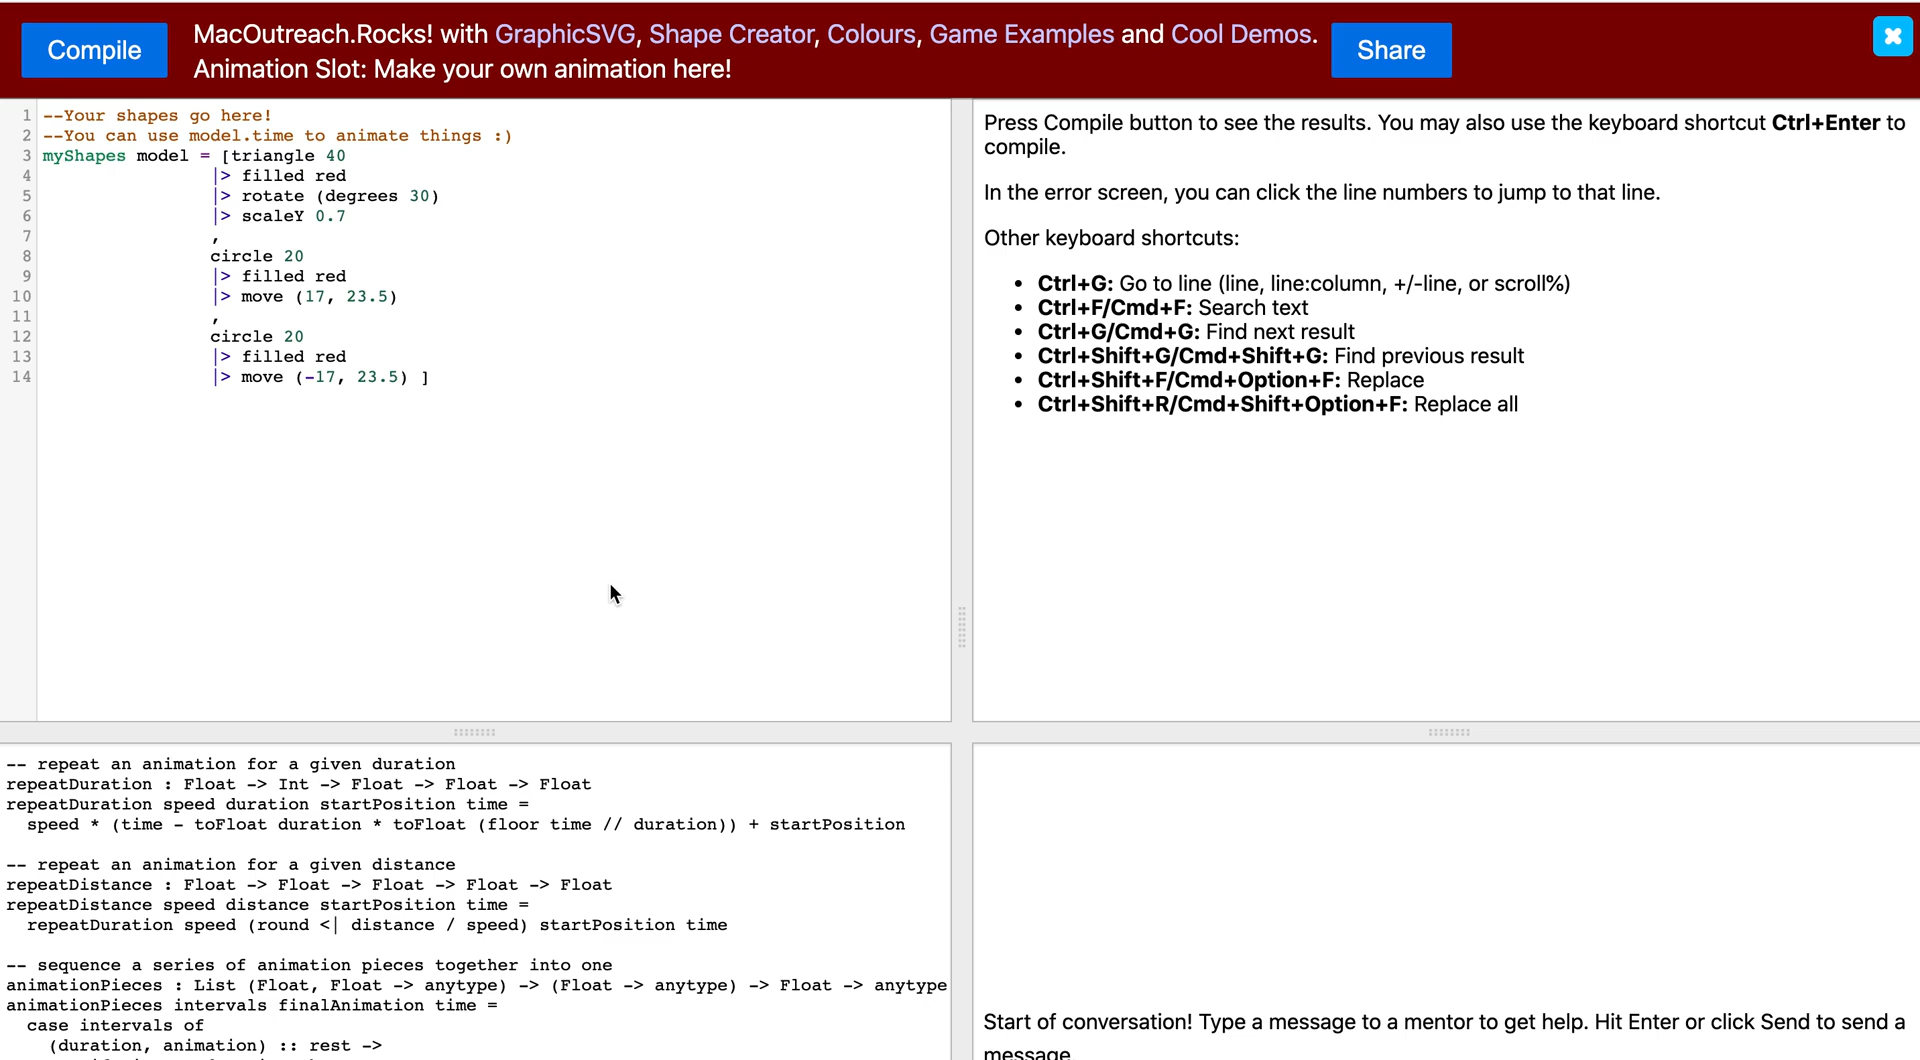 Compile
MacOutreach.Rocks! with GraphicSVG, Shape Creator, Colours, Game Examples and Cool Demos.
Animation Slot: Make your own animation here!
Share
1 --Your shapes go here!
2 --You can use model.time to animate things :)
3 myShapes model = [triangle 40
4 |> filled red
5 |> rotate (degrees 30)
6 |> scaleY 0.7
7 ,
8 circle 20
9 |> filled red
10 |> move (17, 23.5)
11 ,
12 circle 20
13 |> filled red
14 |> move (-17, 23.5) ]
Press Compile button to see the results. You may also use the keyboard shortcut Ctrl+Enter to
compile.
In the error screen, you can click the line numbers to jump to that line.
Other keyboard shortcuts:
• Ctrl+G: Go to line (line, line:column, +/-line, or scroll%)
• Ctrl+F/Cmd+F: Search text
• Ctrl+G/Cmd+G: Find next result
• Ctrl+Shift+G/Cmd+Shift+G: Find previous result
• Ctrl+Shift+F/Cmd+Option+F: Replace
• Ctrl+Shift+R/Cmd+Shift+Option+F: Replace all
-- repeat an animation for a given duration
repeatDuration : Float -> Int -> Float -> Float -> Float
repeatDuration speed duration startPosition time =
speed * (time - toFloat duration * toFloat (floor time // duration)) + startPosition
-- repeat an animation for a given distance
repeatDistance : Float -> Float -> Float -> Float -> Float
repeatDistance speed distance startPosition time =
repeatDuration speed (round <| distance / speed) startPosition time
-- sequence a series of animation pieces together into one
animationPieces : List (Float, Float -> anytype) -> (Float -> anytype) -> Float -> anytype
animationPieces intervals finalAnimation time =
case intervals of
(duration, animation) :: rest ->
Start of conversation! Type a message to a mentor to get help. Hit Enter or click Send to send a
message